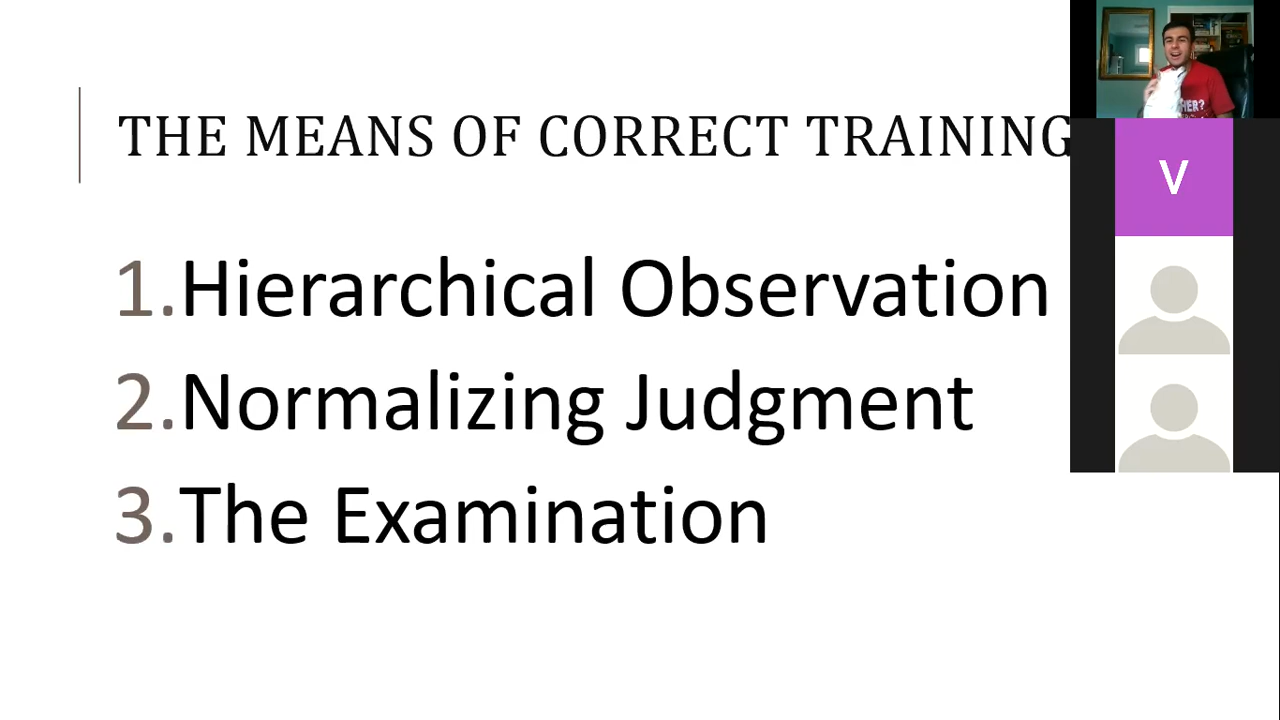 THE MEANS OF CORRECT TRAINING
1.Hierarchical Observation
2.Normalizing Judgment
3.The Examination
V